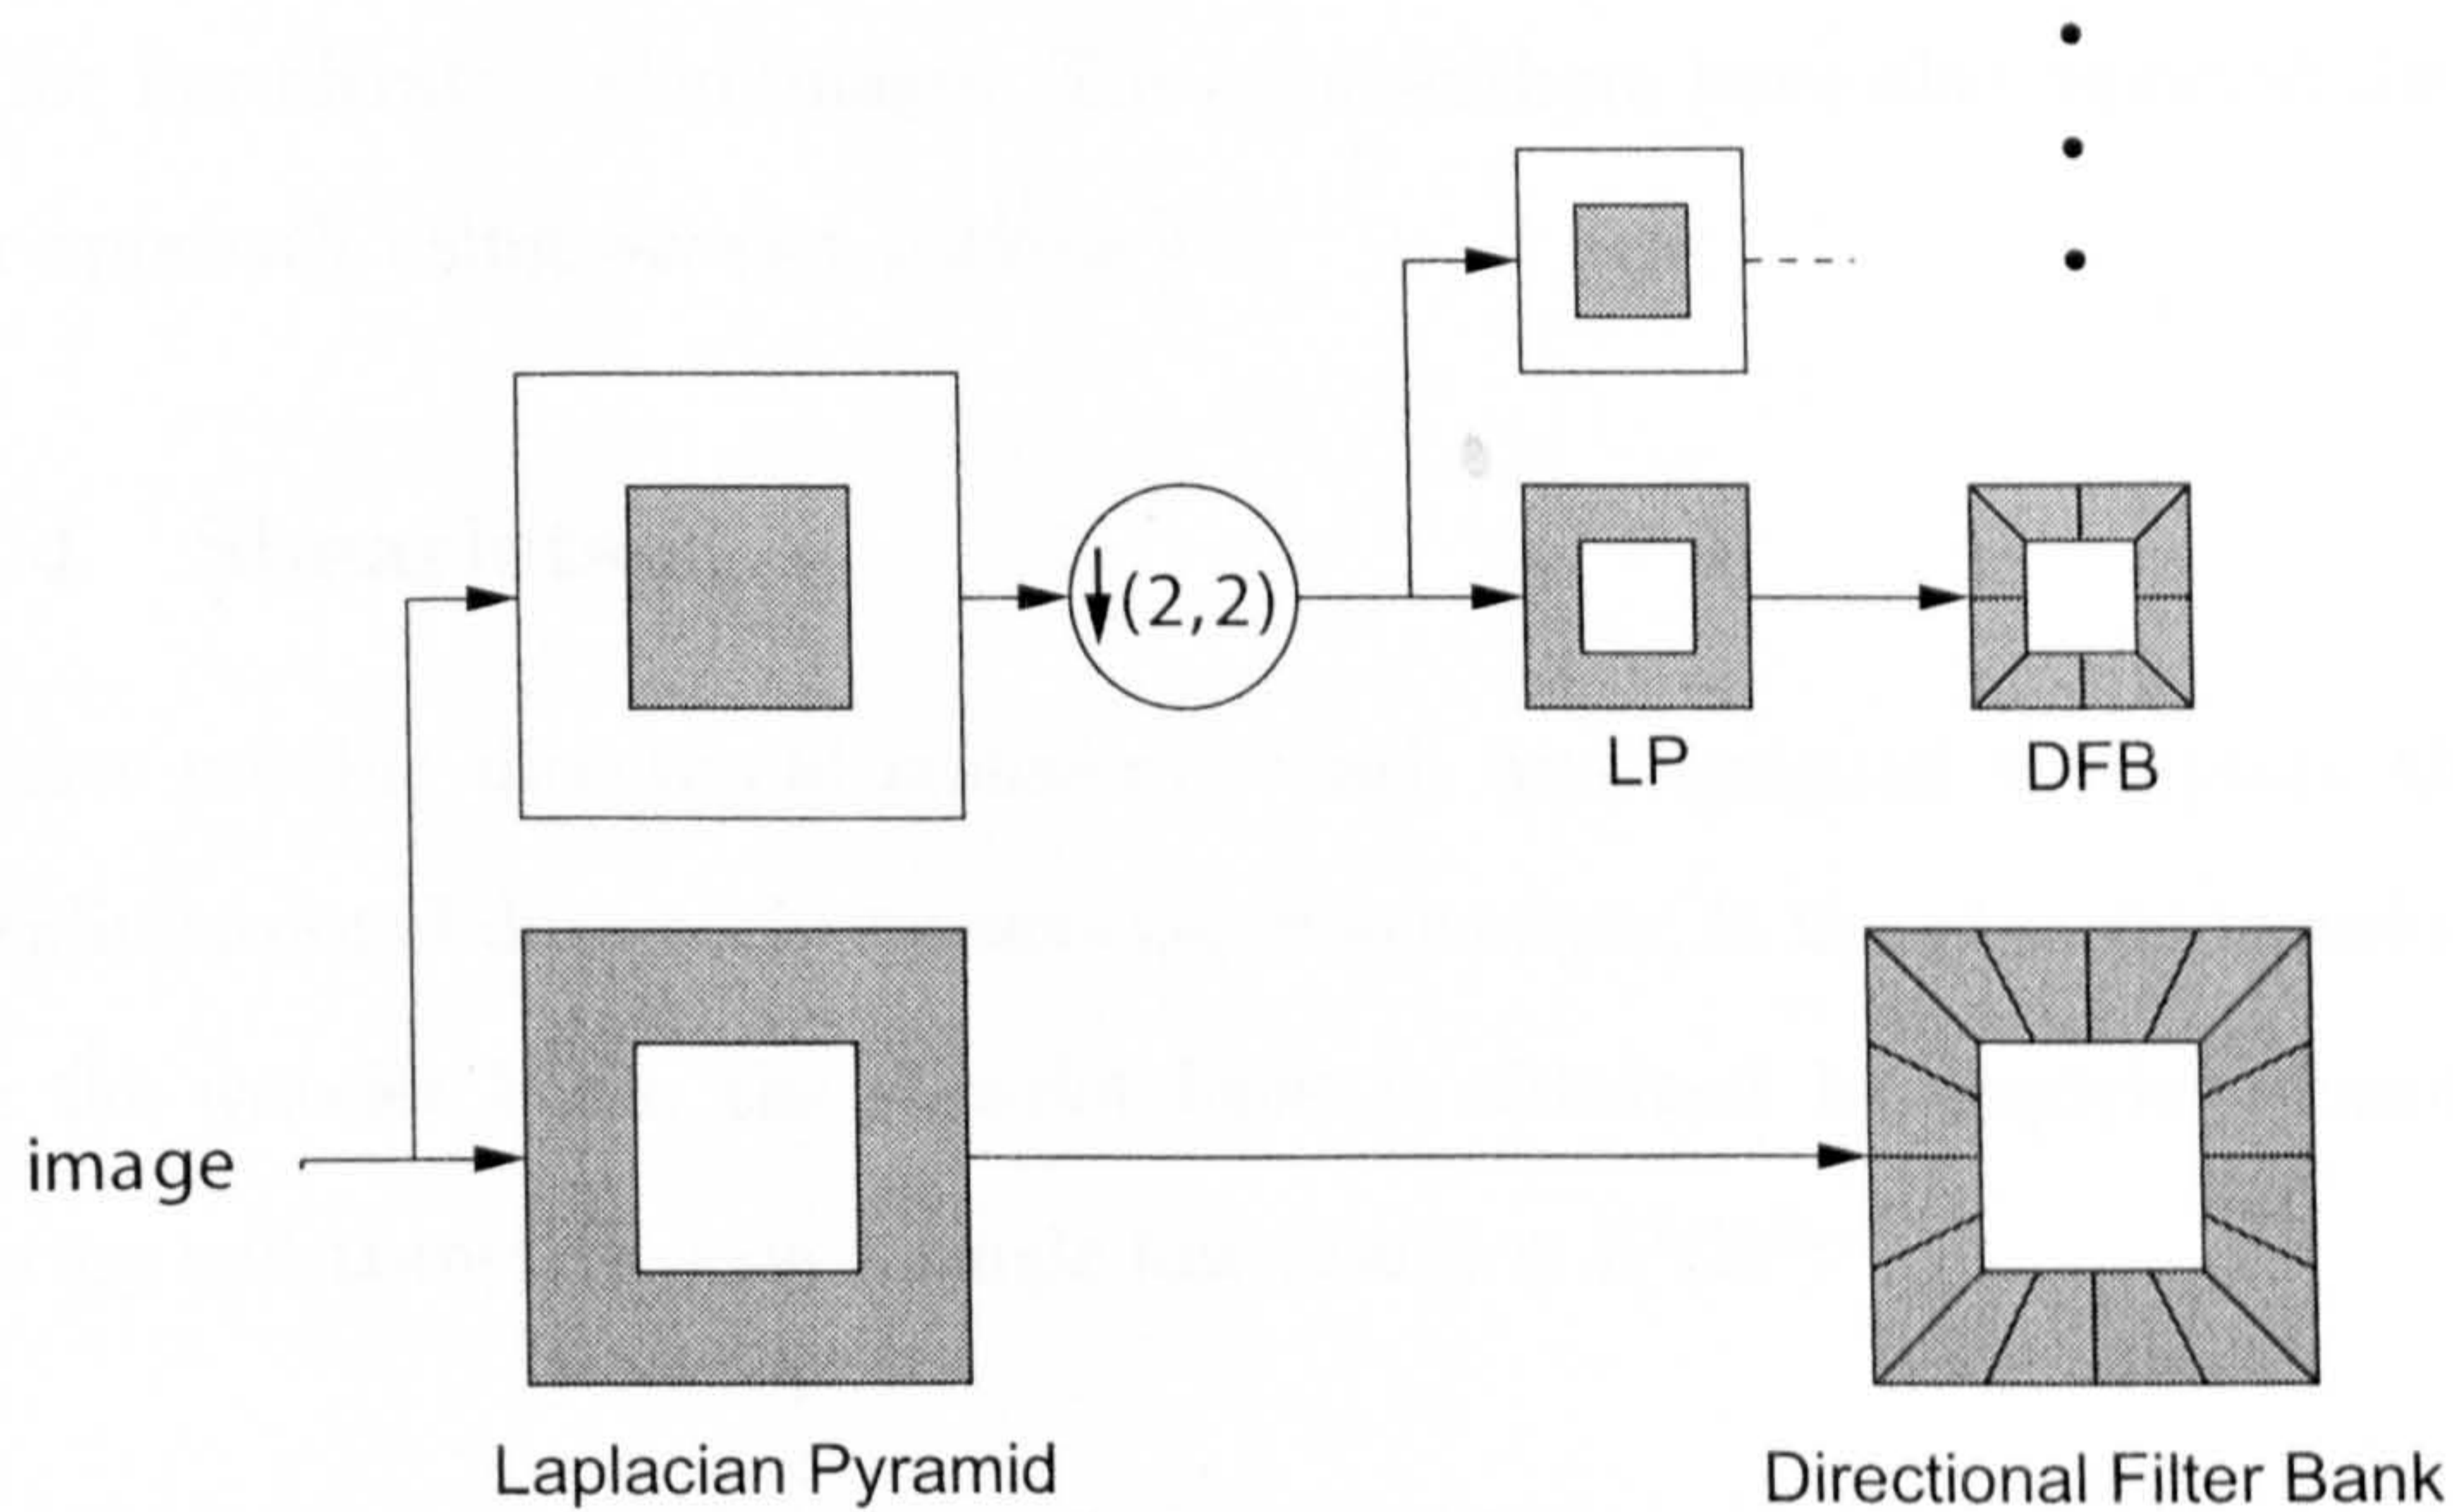 ↓(2,2)
LP
DFB
image
Laplacian Pyramid
Directional Filter Bank